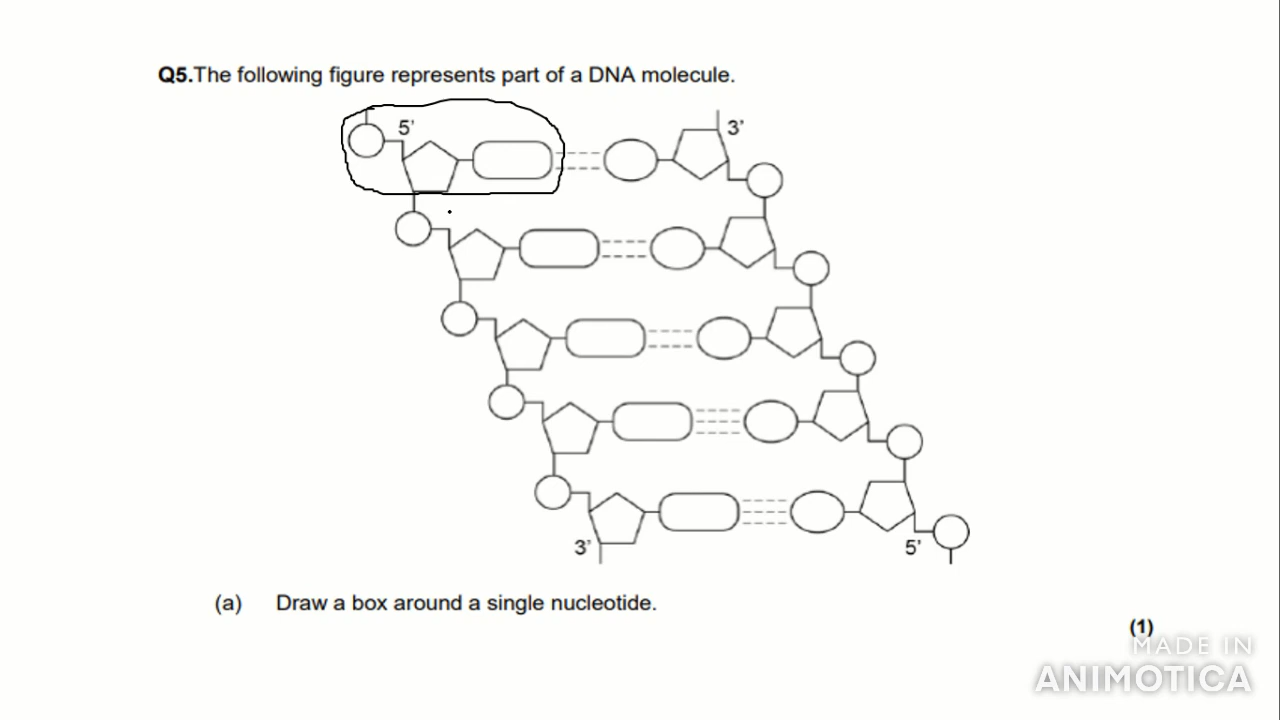 Q5.The following figure represents part of a DNA molecule.
5’
3’
3’
5’
(a) Draw a box around a single nucleotide.
(1)
MADE IN
ANIMOTICA